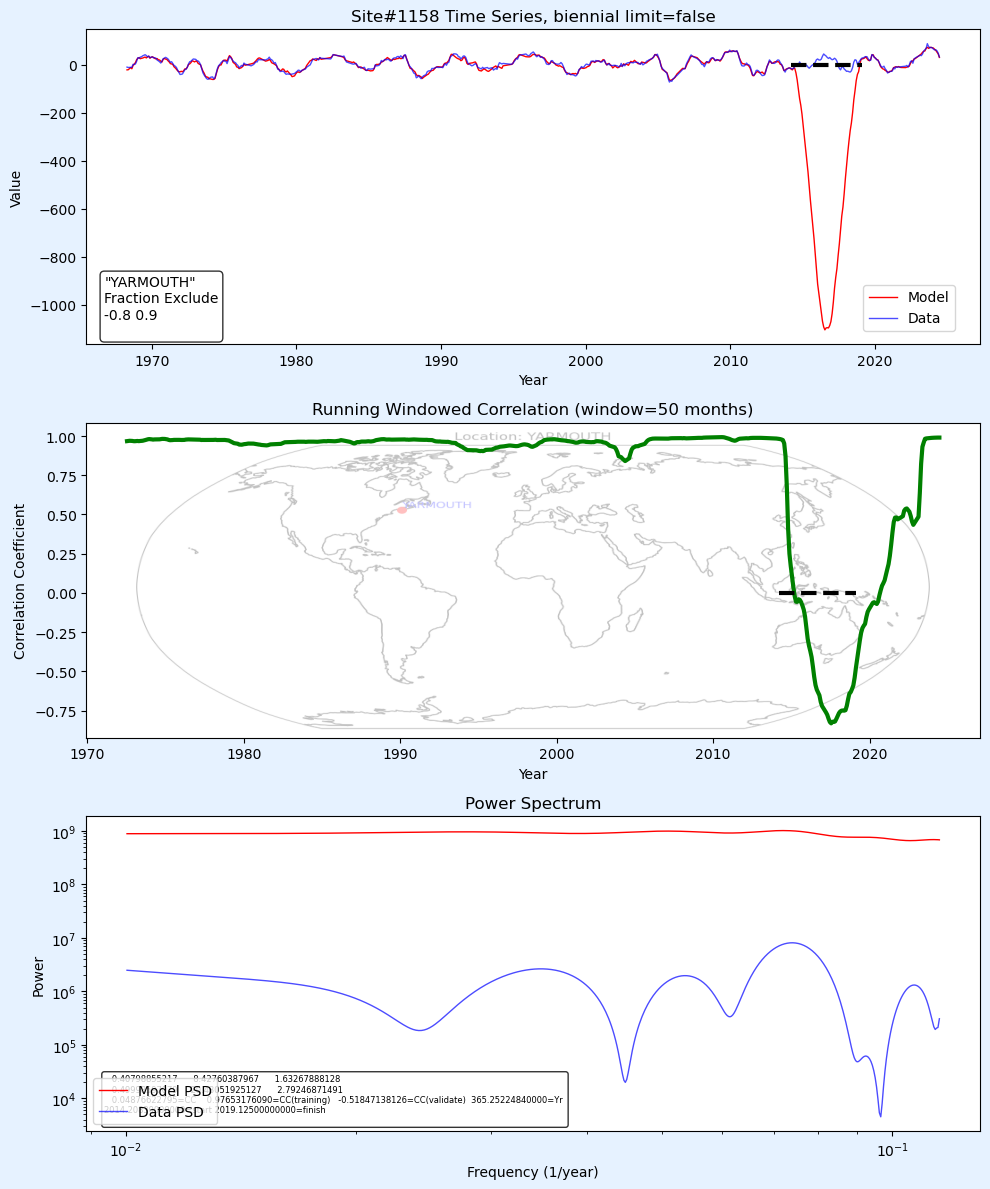 Site#1158 Time Series, biennial limit=false
Value
0
−200
−400
−600
−800
−1000
"YARMOUTH"
Fraction Exclude
-0.8 0.9
Model
Data
1970 1980 1990 2000 2010 2020
Year
Running Windowed Correlation (window=50 months)
Location: YARMOUTH
YARMOUTH
Correlation Coefficient
1.00
0.75
0.50
0.25
0.00
−0.25
−0.50
−0.75
1970 1980 1990 2000 2010 2020
Year
Power Spectrum
Power
10⁹
10⁸
10⁷
10⁶
10⁵
10⁴
1.63267888128
2.79246871491
0.97653176090=CC(training) -0.51847138126=CC(validate) 365.25224840000=Yr
2019.12500000000=finish
Model PSD
Data PSD
10⁻² 10⁻¹
Frequency (1/year)